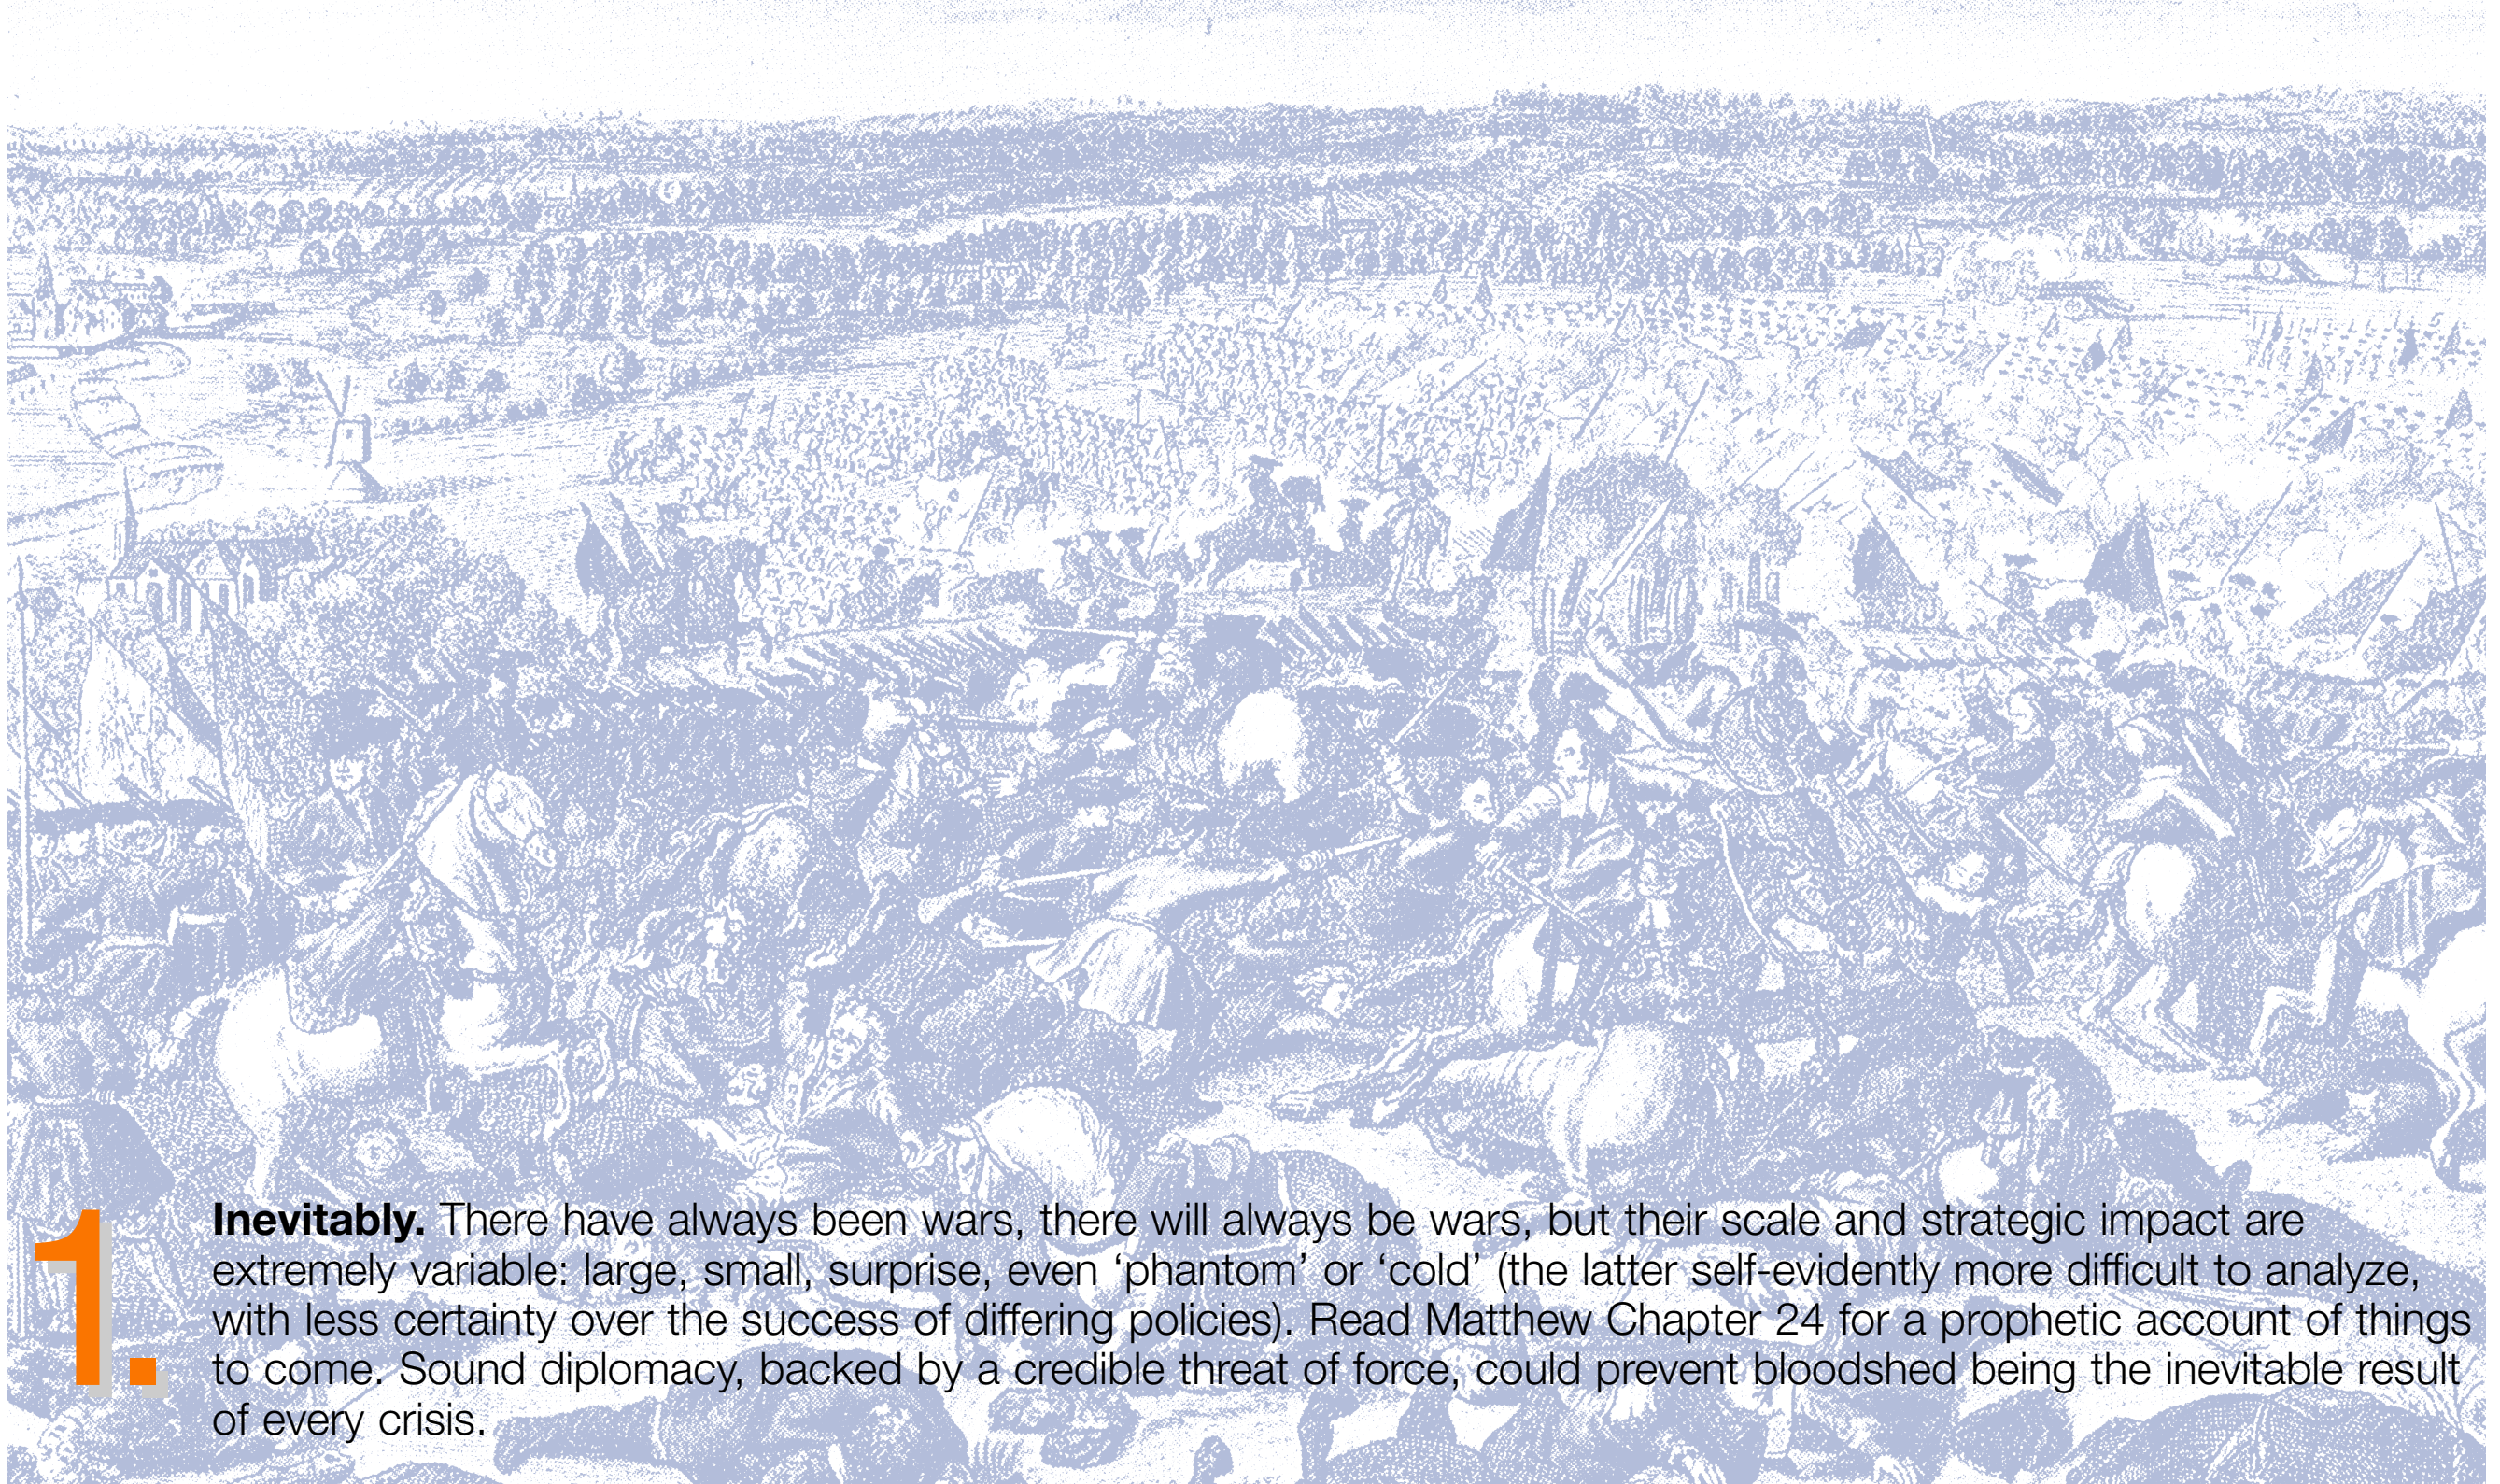 1.
Inevitably. There have always been wars, there will always be wars, but their scale and strategic impact are
extremely variable: large, small, surprise, even ‘phantom’ or ‘cold’ (the latter self-evidently more difficult to analyze,
with less certainty over the success of differing policies). Read Matthew Chapter 24 for a prophetic account of things
to come. Sound diplomacy, backed by a credible threat of force, could prevent bloodshed being the inevitable result
of every crisis.